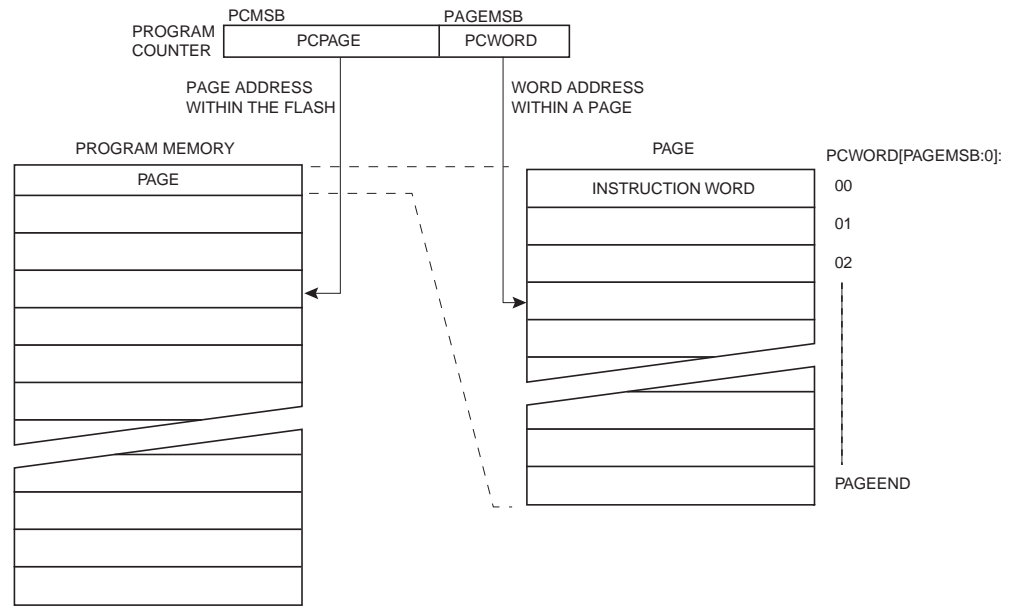 PCMSB
PAGEMSB
PROGRAM
COUNTER
PCPAGE
PCWORD
PAGE ADDRESS
WITHIN THE FLASH
WORD ADDRESS
WITHIN A PAGE
PROGRAM MEMORY
PAGE
PAGE
PCWORD[PAGEMSB:0]:
INSTRUCTION WORD
00
01
02
PAGEEND